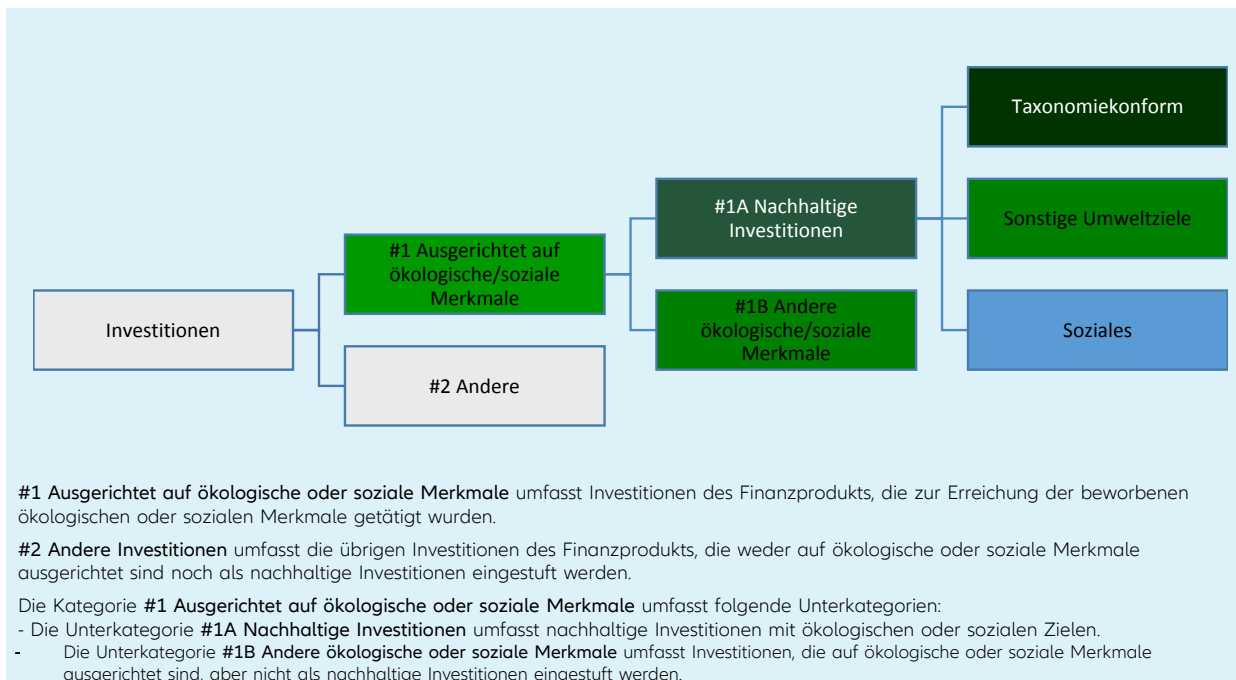 Taxonomiekonform
#1A Nachhaltige
Investitionen
Sonstige Umweltziele
#1 Ausgerichtet auf
ökologische/soziale
Merkmale
#1B Andere
ökologische/soziale
Merkmale
Investitionen
Soziales
#2 Andere
#1 Ausgerichtet auf ökologische oder soziale Merkmale umfasst Investitionen des Finanzprodukts, die zur Erreichung der beworbenen
ökologischen oder sozialen Merkmale getätigt wurden.
#2 Andere Investitionen umfasst die übrigen Investitionen des Finanzprodukts, die weder auf ökologische oder soziale Merkmale
ausgerichtet sind noch als nachhaltige Investitionen eingestuft werden.
Die Kategorie #1 Ausgerichtet auf ökologische oder soziale Merkmale umfasst folgende Unterkategorien:
- Die Unterkategorie #1A Nachhaltige Investitionen umfasst nachhaltige Investitionen mit ökologischen oder sozialen Zielen.
- Die Unterkategorie #1B Andere ökologische oder soziale Merkmale umfasst Investitionen, die auf ökologische oder soziale Merkmale
ausgerichtet sind, aber nicht als nachhaltige Investitionen eingestuft werden.